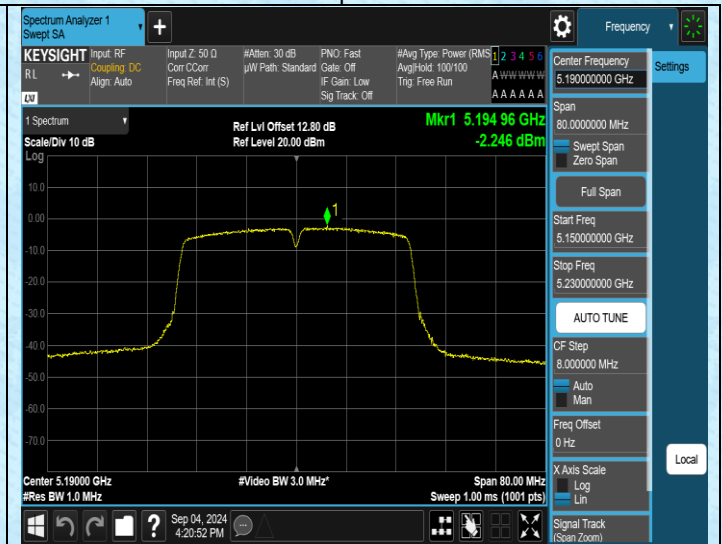 Spectrum Analyzer 1
Swept SA
+
Frequency
KEYSIGHT
RL
LXI
Input: RF
Coupling: DC
Align: Auto
Input Z: 50 Ω
Corr CCorr
Freq Ref: Int (S)
#Atten: 30 dB
µW Path: Standard
PNO: Fast
Gate: Off
IF Gain: Low
Sig Track: Off
#Avg Type: Power (RMS
Avg|Hold: 100/100
Trig: Free Run
1 2 3 4 5 6
A W W W W W
A A A A A A
1 Spectrum
Scale/Div 10 dB
Log
Ref Lvl Offset 12.80 dB
Ref Level 20.00 dBm
Mkr1 5.194 96 GHz
-2.246 dBm
1
10.0
0.00
-10.0
-20.0
-30.0
-40.0
-50.0
-60.0
-70.0
Center 5.19000 GHz
#Res BW 1.0 MHz
#Video BW 3.0 MHz*
Span 80.00 MHz
Sweep 1.00 ms (1001 pts)
Center Frequency
5.190000000 GHz
Span
80.0000000 MHz
Swept Span
Zero Span
Full Span
Start Freq
5.150000000 GHz
Stop Freq
5.230000000 GHz
AUTO TUNE
CF Step
8.000000 MHz
Auto
Man
Freq Offset
0 Hz
X Axis Scale
Log
Lin
Signal Track
(Span Zoom)
Settings
Local
?
Sep 04, 2024
4:20:52 PM